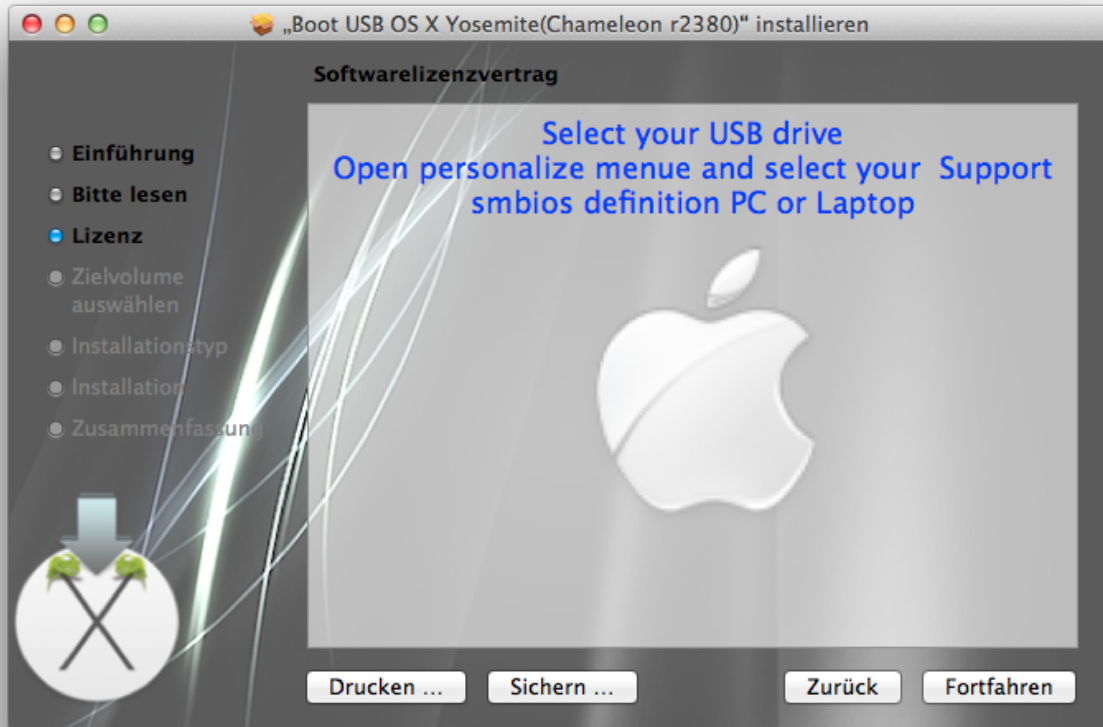 „Boot USB OS X Yosemite(Chameleon r2380)“ installieren
Softwarelizenzvertrag
Einführung
Bitte lesen
Lizenz
Zielvolume
auswählen
Installationstyp
Installation
Zusammenfassung
Select your USB drive
Open personalize menue and select your  Support
smbios definition PC or Laptop
Drucken ...
Sichern ...
Zurück
Fortfahren